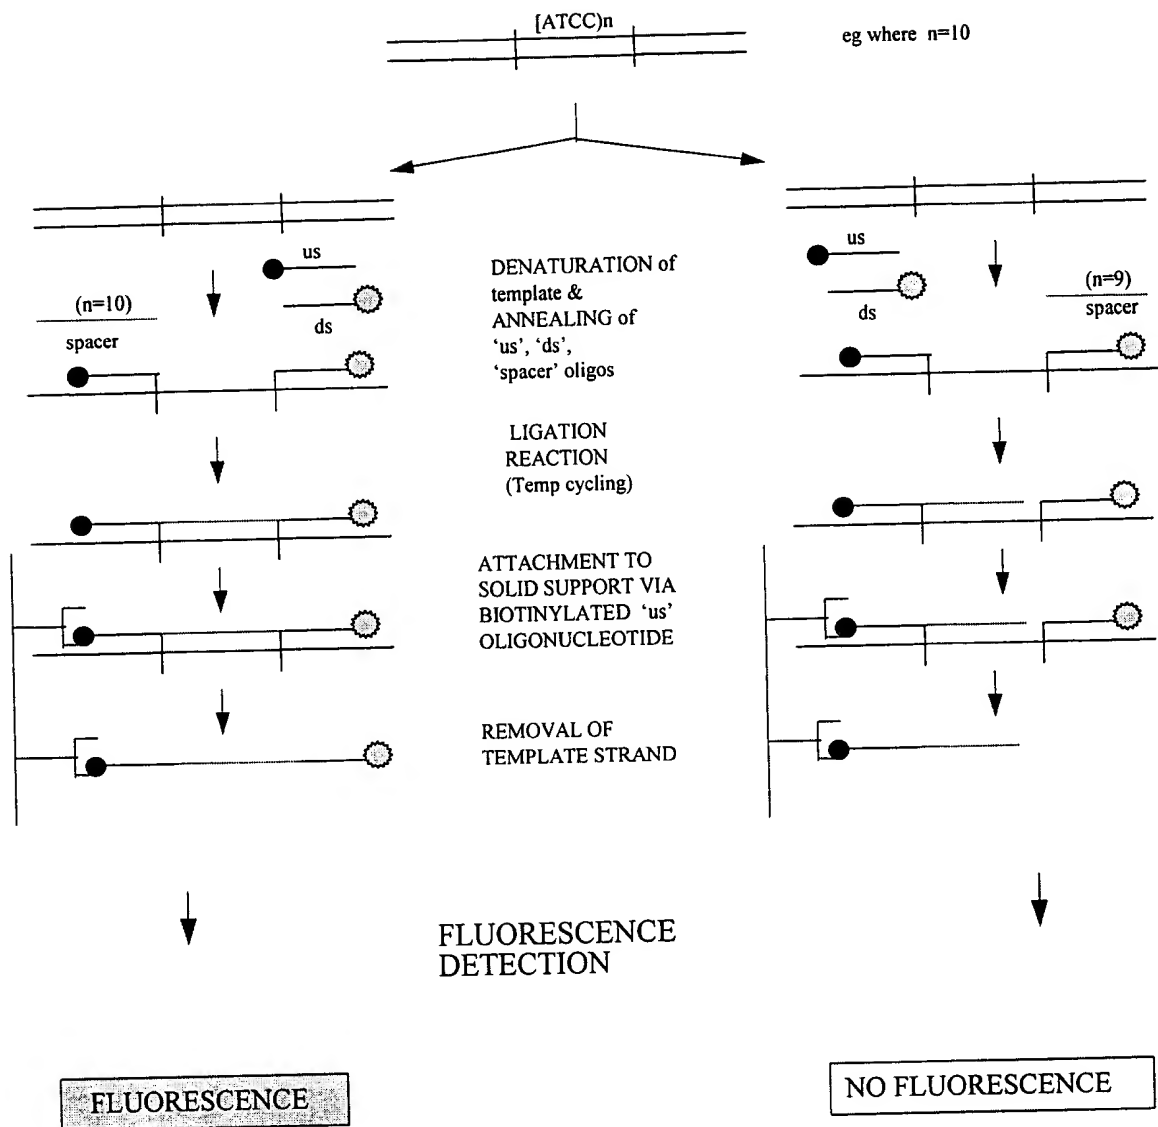 [ATCC)n
eg where n=10
us
(n=10)
spacer
ds
DENATURATION of
template &
ANNEALING of
‘us’, ‘ds’,
‘spacer’ oligos
us
(n=9)
spacer
ds
LIGATION
REACTION
(Temp cycling)
ATTACHMENT TO
SOLID SUPPORT VIA
BIOTINYLATED ‘us’
OLIGONUCLEOTIDE
REMOVAL OF
TEMPLATE STRAND
FLUORESCENCE
DETECTION
FLUORESCENCE
NO FLUORESCENCE